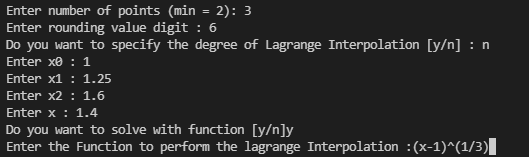 Enter number of points (min = 2): 3
Enter rounding value digit : 6
Do you want to specify the degree of Lagrange Interpolation [y/n] : n
Enter x0 : 1
Enter x1 : 1.25
Enter x2 : 1.6
Enter x : 1.4
Do you want to solve with function [y/n]y
Enter the Function to perform the lagrange Interpolation :(x-1)^(1/3)